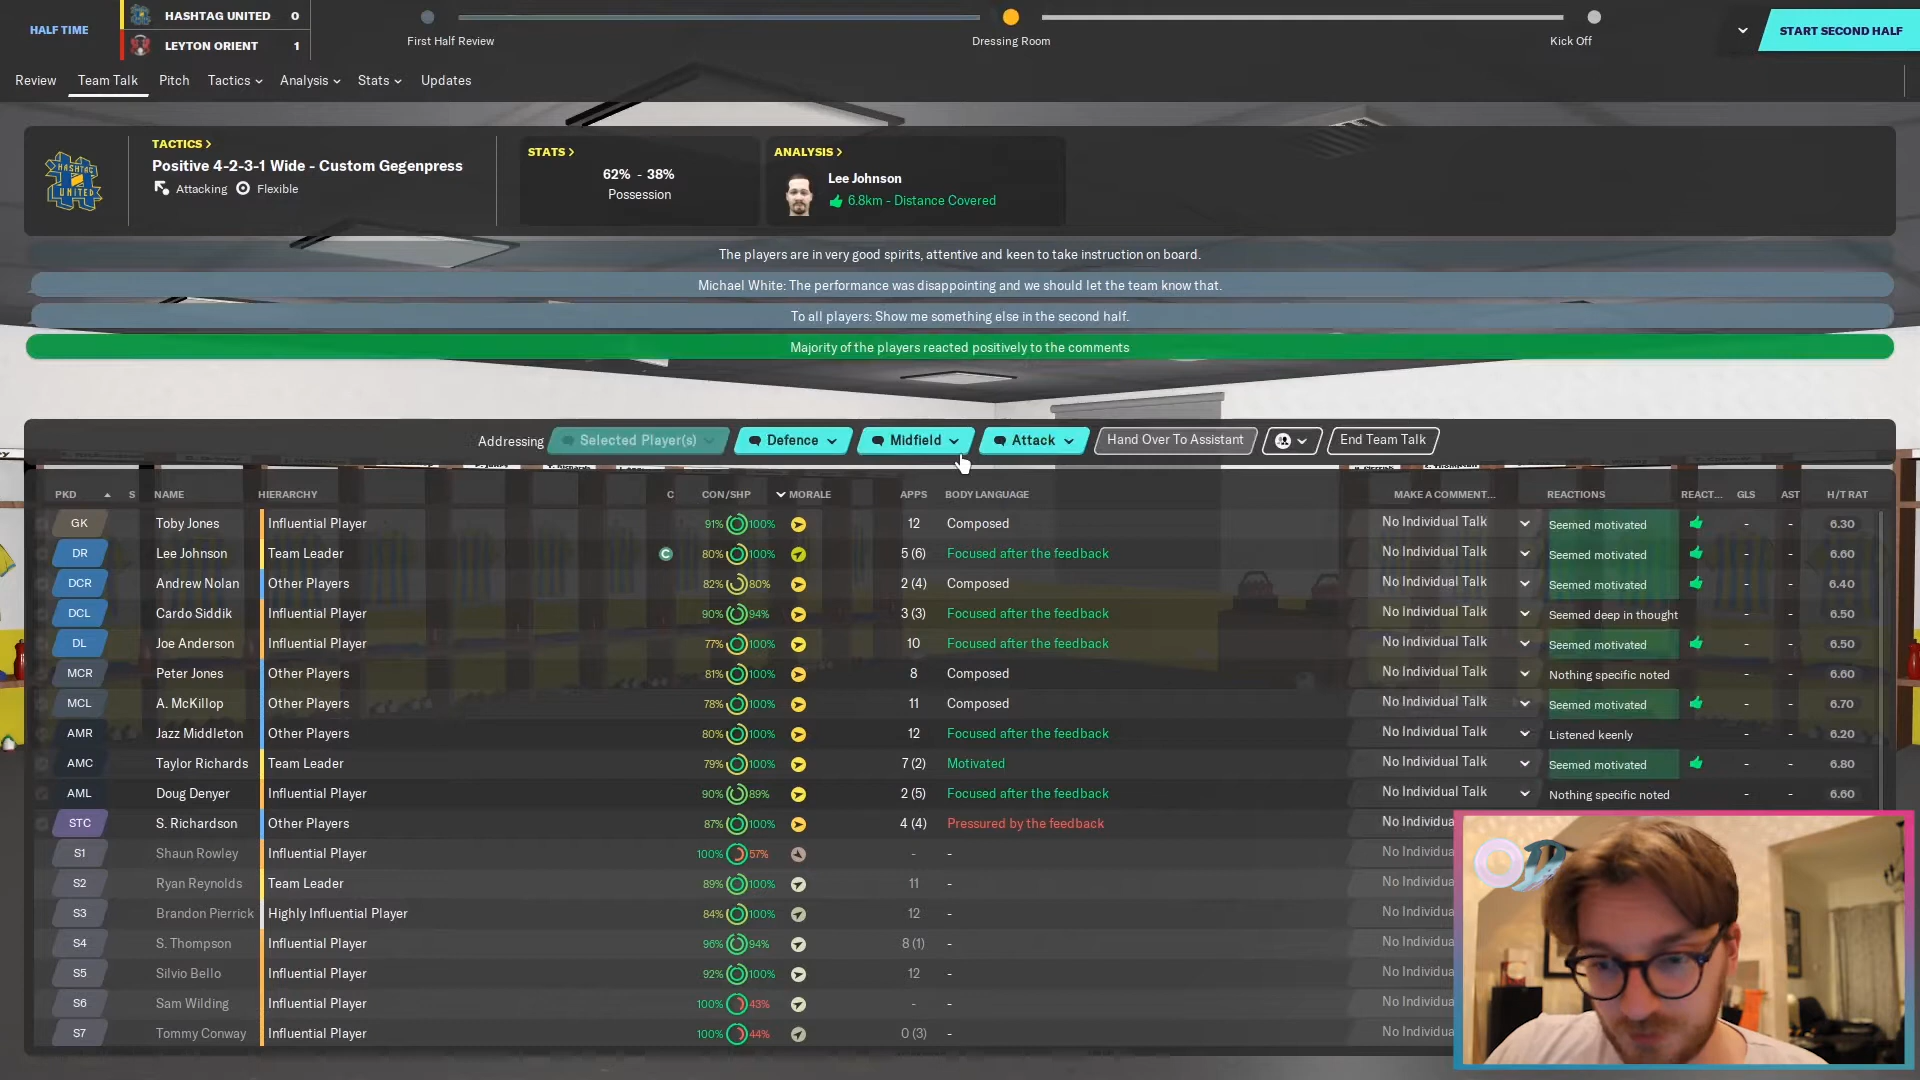 HALF TIME
HASHTAG UNITED 0
LEYTON ORIENT 1
First Half Review
Dressing Room
Kick Off
START SECOND HALF
Review Team Talk Pitch Tactics Analysis Stats Updates
HASHTAG UNITED
TACTICS >
Positive 4-2-3-1 Wide - Custom Gegenpress
Attacking Flexible
STATS >
62% - 38%
Possession
ANALYSIS >
Lee Johnson
6.8km - Distance Covered
The players are in very good spirits, attentive and keen to take instruction on board.
Michael White: The performance was disappointing and we should let the team know that.
To all players: Show me something else in the second half.
Majority of the players reacted positively to the comments
Addressing Selected Player(s) Defence Midfield Attack Hand Over To Assistant End Team Talk
PKD S NAME HIERARCHY C CON/SHP MORALE APPS BODY LANGUAGE MAKE A COMMENT... REACTIONS REACT... GLS AST H/T RAT
GK Toby Jones Influential Player 91% 100% 12 Composed No Individual Talk Seemed motivated - - 6.30
DR Lee Johnson Team Leader C 80% 100% 5 (6) Focused after the feedback No Individual Talk Seemed motivated - - 6.60
DCR Andrew Nolan Other Players 82% 80% 2 (4) Composed No Individual Talk Seemed motivated - - 6.40
DCL Cardo Siddik Influential Player 90% 94% 3 (3) Focused after the feedback No Individual Talk Seemed deep in thought - - 6.50
DL Joe Anderson Influential Player 77% 100% 10 Focused after the feedback No Individual Talk Seemed motivated - - 6.50
MCR Peter Jones Other Players 81% 100% 8 Composed No Individual Talk Nothing specific noted - - 6.60
MCL A. McKillop Other Players 78% 100% 11 Composed No Individual Talk Seemed motivated - - 6.70
AMR Jazz Middleton Other Players 80% 100% 12 Focused after the feedback No Individual Talk Listened keenly - - 6.20
AMC Taylor Richards Team Leader 79% 100% 7 (2) Motivated No Individual Talk Seemed motivated - - 6.80
AML Doug Denyer Influential Player 90% 89% 2 (5) Focused after the feedback No Individual Talk Nothing specific noted - - 6.60
STC S. Richardson Other Players 87% 100% 4 (4) Pressured by the feedback No Individua
S1 Shaun Rowley Influential Player 100% 57% - - No Individua
S2 Ryan Reynolds Team Leader 89% 100% 11 - No Individua
S3 Brandon Pierrick Highly Influential Player 84% 100% 12 - No Individua
S4 S. Thompson Influential Player 96% 94% 8 (1) - No Individua
S5 Silvio Bello Influential Player 92% 100% 12 - No Individua
S6 Sam Wilding Influential Player 100% 43% - - No Individua
S7 Tommy Conway Influential Player 100% 44% 0 (3) - No Individua